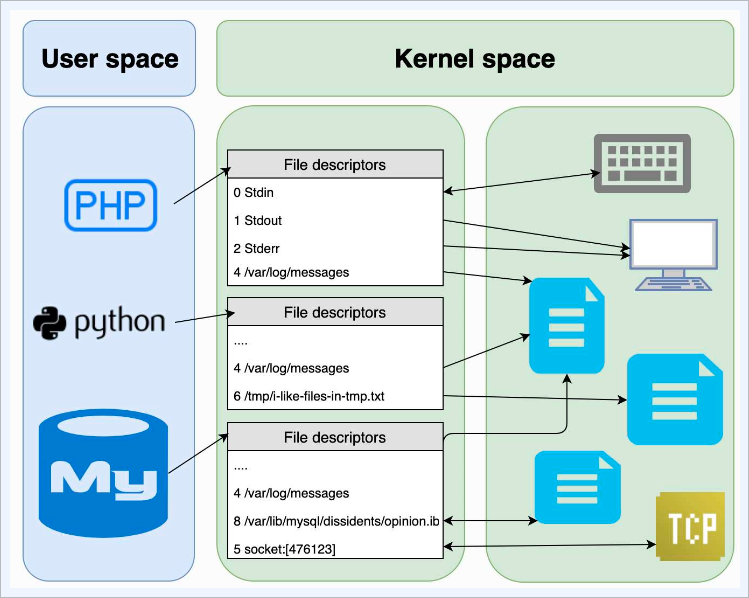 User space
Kernel space
PHP
File descriptors
0 Stdin
1 Stdout
2 Stderr
4 /var/log/messages
python
File descriptors
....
4 /var/log/messages
6 /tmp/i-like-files-in-tmp.txt
My
File descriptors
....
4 /var/log/messages
8 /var/lib/mysql/dissidents/opinion.ib
5 socket:[476123]
TCP